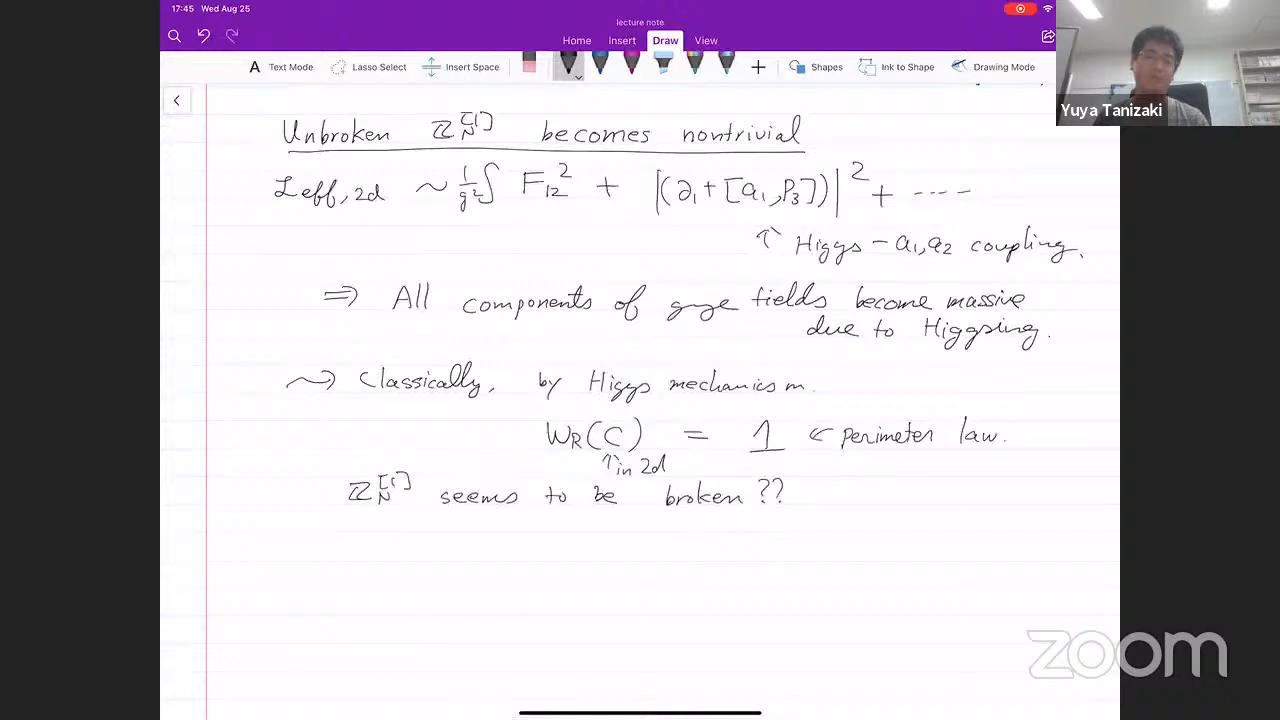 17:45 Wed Aug 25
lecture note
Home Insert Draw View
Text Mode Lasso Select Insert Space Shapes Ink to Shape Drawing Mode
Yuya Tanizaki
Unbroken ℤ_N^[1] becomes nontrivial
Leff,2d ~ 1/g² ∫ F₁₂² + |(∂₁ + [a₁, P₃])|² + ----
↑ Higgs - a₁,a₂ coupling.
⇒ All components of gauge fields become massive
due to Higgsing.
⇝ Classically, by Higgs mechanism.
W_R(C) = 1 ← perimeter law.
↑ in 2d
ℤ_N^[1] seems to be broken ??
zoom